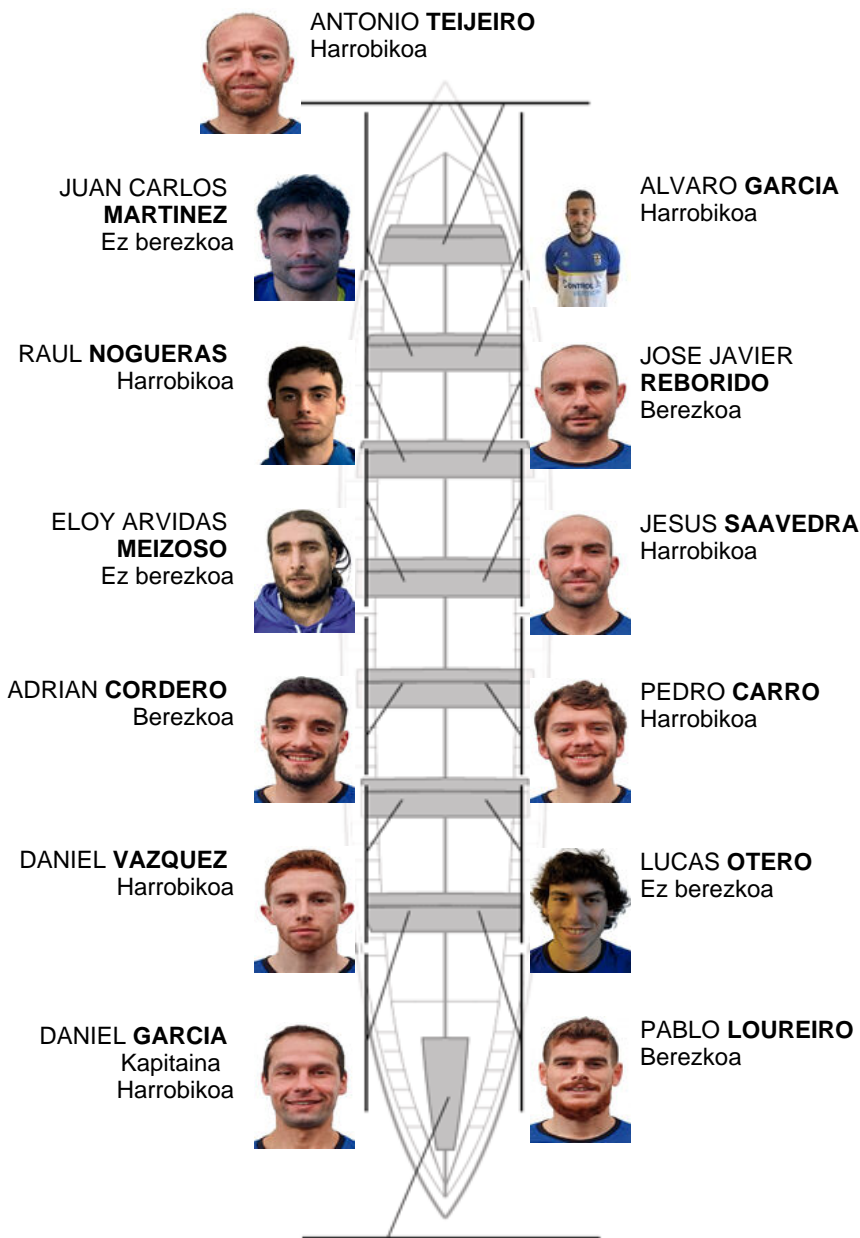 ANTONIO TEIJEIRO
Harrobikoa
JUAN CARLOS
MARTINEZ
Ez berezkoa
ALVARO GARCIA
Harrobikoa
RAUL NOGUERAS
Harrobikoa
JOSE JAVIER
REBORIDO
Berezkoa
ELOY ARVIDAS
MEIZOSO
Ez berezkoa
JESUS SAAVEDRA
Harrobikoa
ADRIAN CORDERO
Berezkoa
PEDRO CARRO
Harrobikoa
DANIEL VAZQUEZ
Harrobikoa
LUCAS OTERO
Ez berezkoa
DANIEL GARCIA
Kapitaina
Harrobikoa
PABLO LOUREIRO
Berezkoa